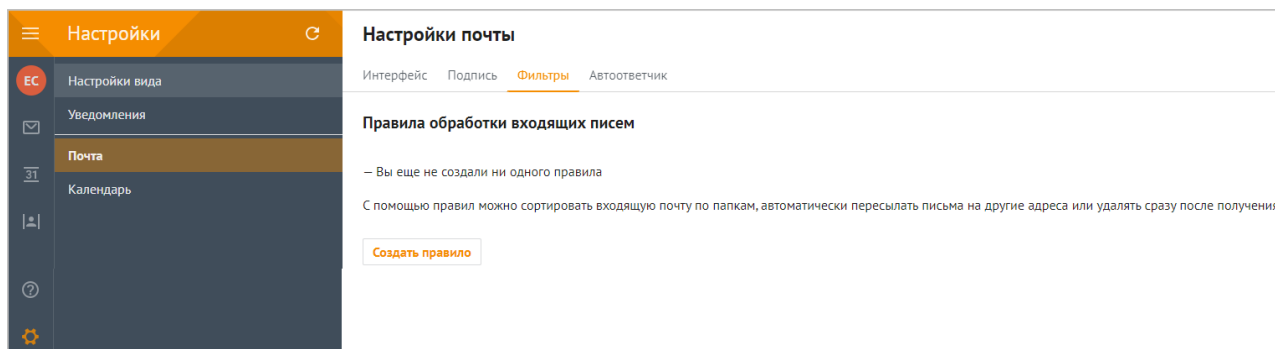 Настройки
ЕС
Настройки вида
Уведомления
Почта
31
Календарь
Настройки почты
Интерфейс Подпись Фильтры Автоответчик
Правила обработки входящих писем
— Вы еще не создали ни одного правила
С помощью правил можно сортировать входящую почту по папкам, автоматически пересылать письма на другие адреса или удалять сразу после получения
Создать правило